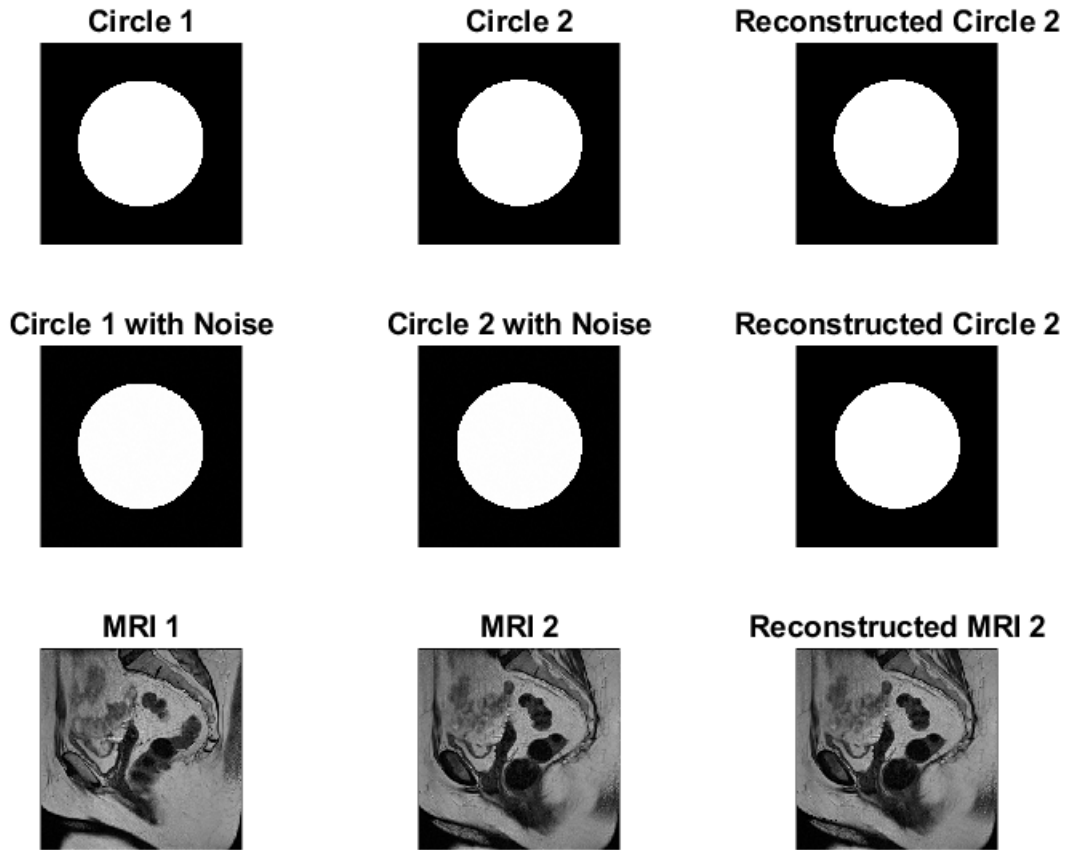 Circle 1
Circle 2
Reconstructed Circle 2
Circle 1 with Noise
Circle 2 with Noise
Reconstructed Circle 2
MRI 1
MRI 2
Reconstructed MRI 2